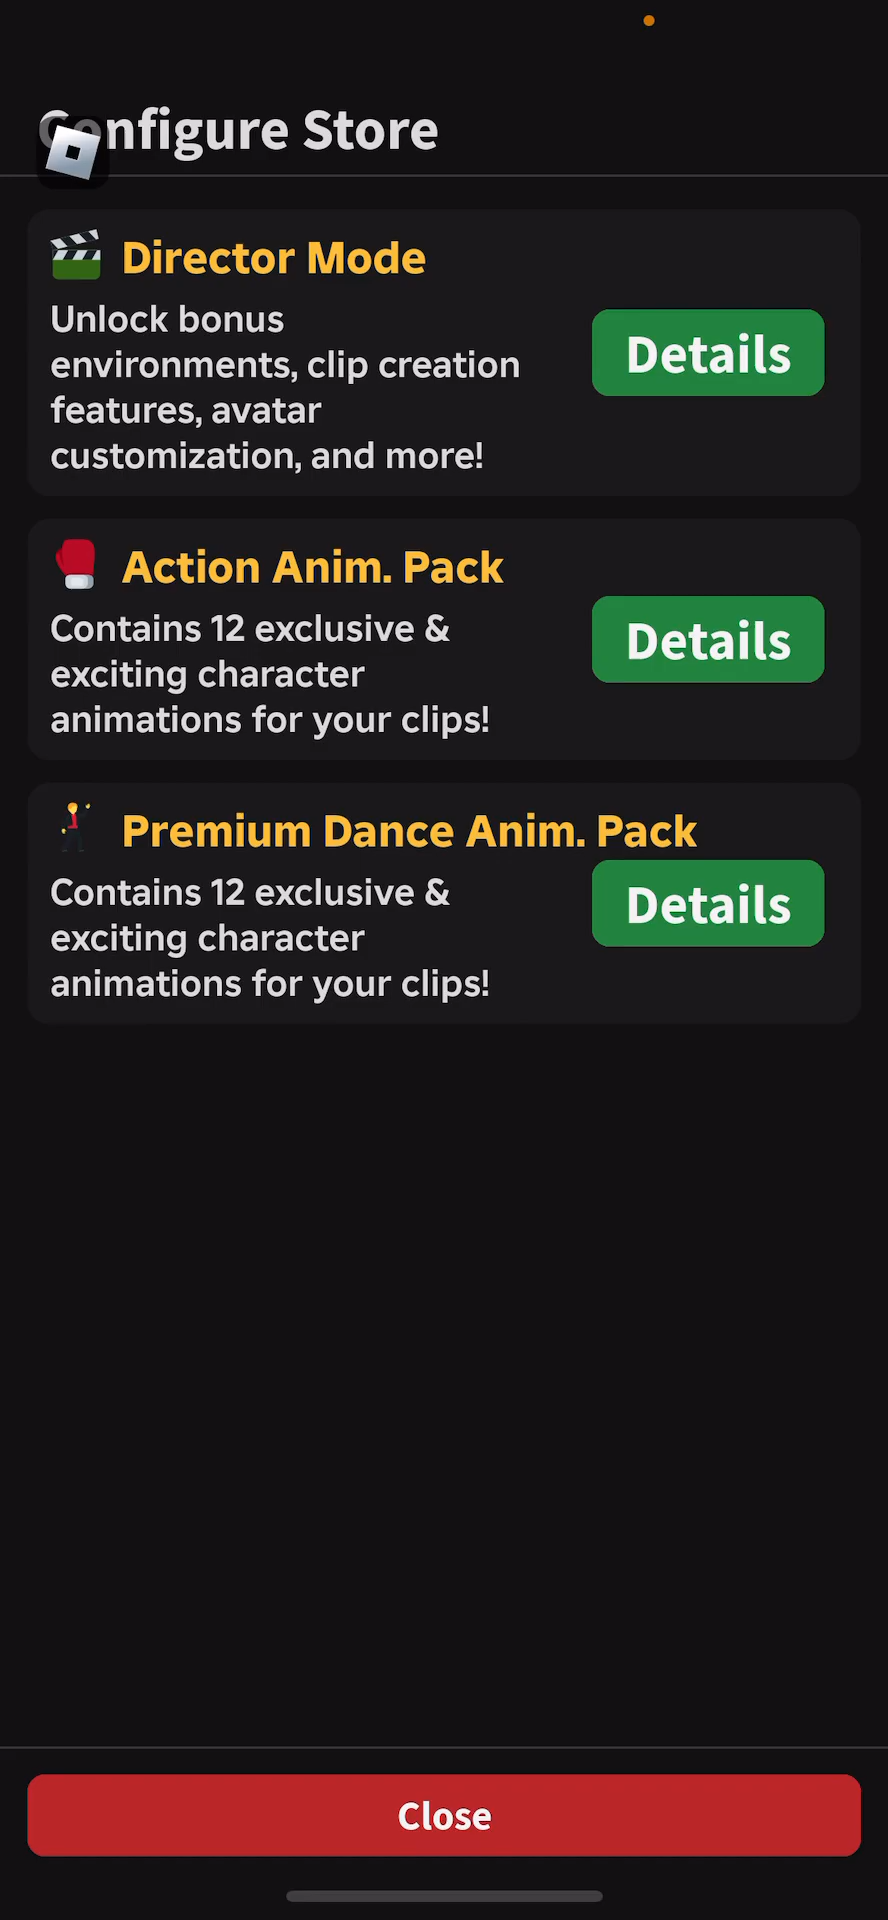 Configure Store
Director Mode
Unlock bonus
environments, clip creation
features, avatar
customization, and more!
Details
Action Anim. Pack
Contains 12 exclusive &
exciting character
animations for your clips!
Details
Premium Dance Anim. Pack
Contains 12 exclusive &
exciting character
animations for your clips!
Details
Close